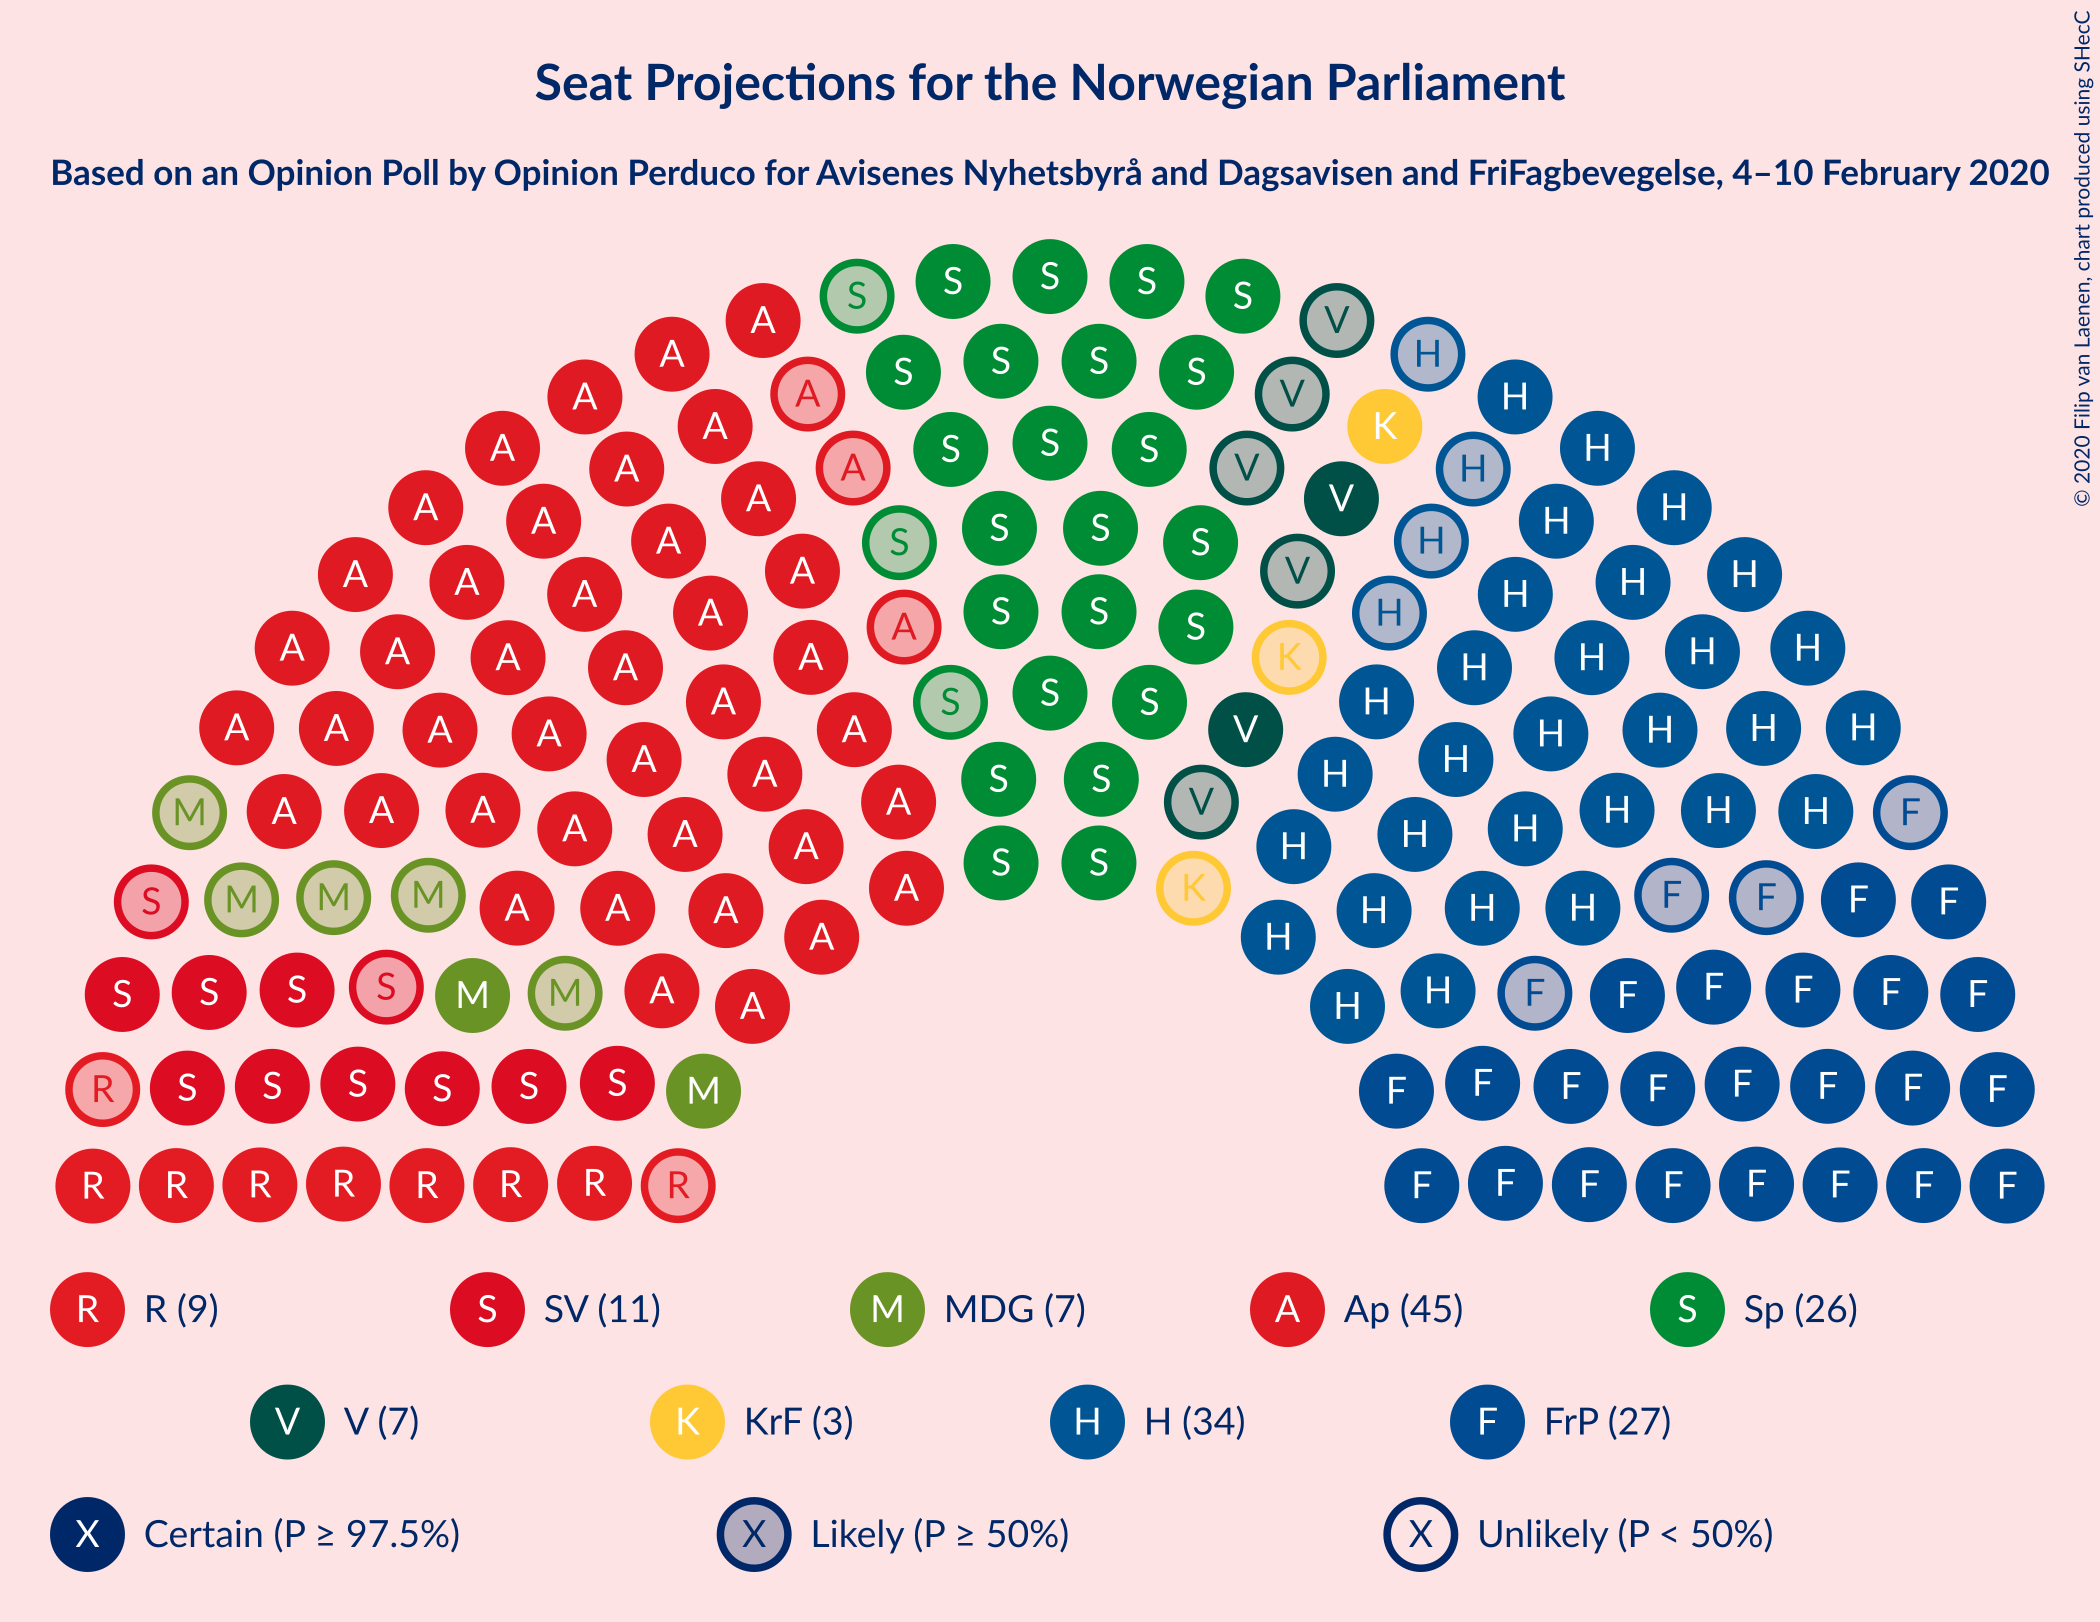 Seat Projections for the Norwegian Parliament
Based on an Opinion Poll by Opinion Perduco for Avisenes Nyhetsbyrå and Dagsavisen and FriFagbevegelse, 4–10 February 2020
© 2020 Filip van Laenen, chart produced using SHecC
S S S S S
A V
A S S S S H
A A V H
A A S S S K H
A A V
A A A V H H
A A S S S S V H H
A A A V H H
A A A S S S H H
A A A A K H H H
A A A S S S H H H
A A A A A V H H H H
A A S S H H
M A A A A A V H H H H F
A A S S H H
S M M M A A A A K H H H F F F F
A H
S S S S M M A A H H F F F F F F
R S S S S S S M F F F F F F F F
R R R R R R R R F F F F F F F F
R R (9) S SV (11) M MDG (7) A Ap (45) S Sp (26)
V V (7) K KrF (3) H H (34) F FrP (27)
X Certain (P ≥ 97.5%) X Likely (P ≥ 50%) X Unlikely (P < 50%)